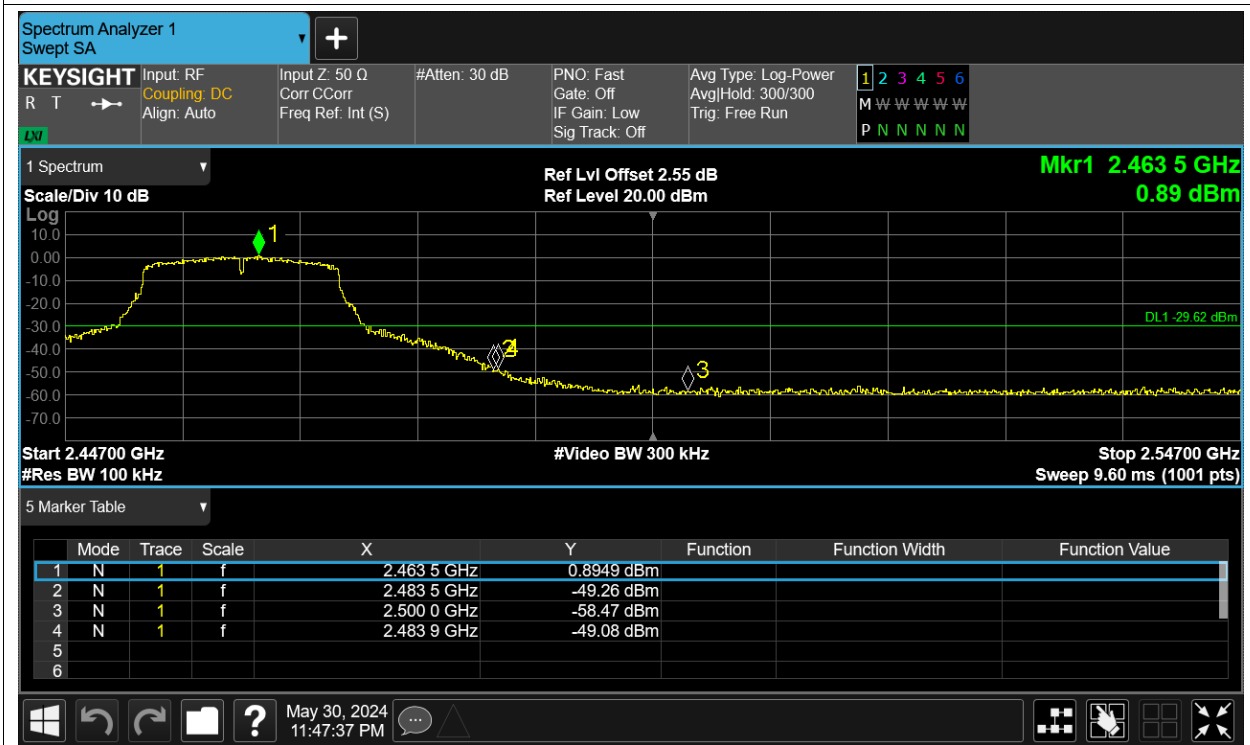 Spectrum Analyzer 1
Swept SA
KEYSIGHT
R T
LXI
Input: RF
Coupling: DC
Align: Auto
Input Z: 50 Ω
Corr CCorr
Freq Ref: Int (S)
#Atten: 30 dB
PNO: Fast
Gate: Off
IF Gain: Low
Sig Track: Off
Avg Type: Log-Power
Avg|Hold: 300/300
Trig: Free Run
1 2 3 4 5 6
M W W W W W
P N N N N N
1 Spectrum
Scale/Div 10 dB
Ref Lvl Offset 2.55 dB
Ref Level 20.00 dBm
Mkr1 2.463 5 GHz
0.89 dBm
Log
10.0
0.00
-10.0
-20.0
-30.0
-40.0
-50.0
-60.0
-70.0
1
2
4
3
DL1 -29.62 dBm
Start 2.44700 GHz
#Res BW 100 kHz
#Video BW 300 kHz
Stop 2.54700 GHz
Sweep 9.60 ms (1001 pts)
5 Marker Table
Mode Trace Scale X Y Function Function Width Function Value
1 N 1 f 2.463 5 GHz 0.8949 dBm
2 N 1 f 2.483 5 GHz -49.26 dBm
3 N 1 f 2.500 0 GHz -58.47 dBm
4 N 1 f 2.483 9 GHz -49.08 dBm
5
6
?
May 30, 2024
11:47:37 PM